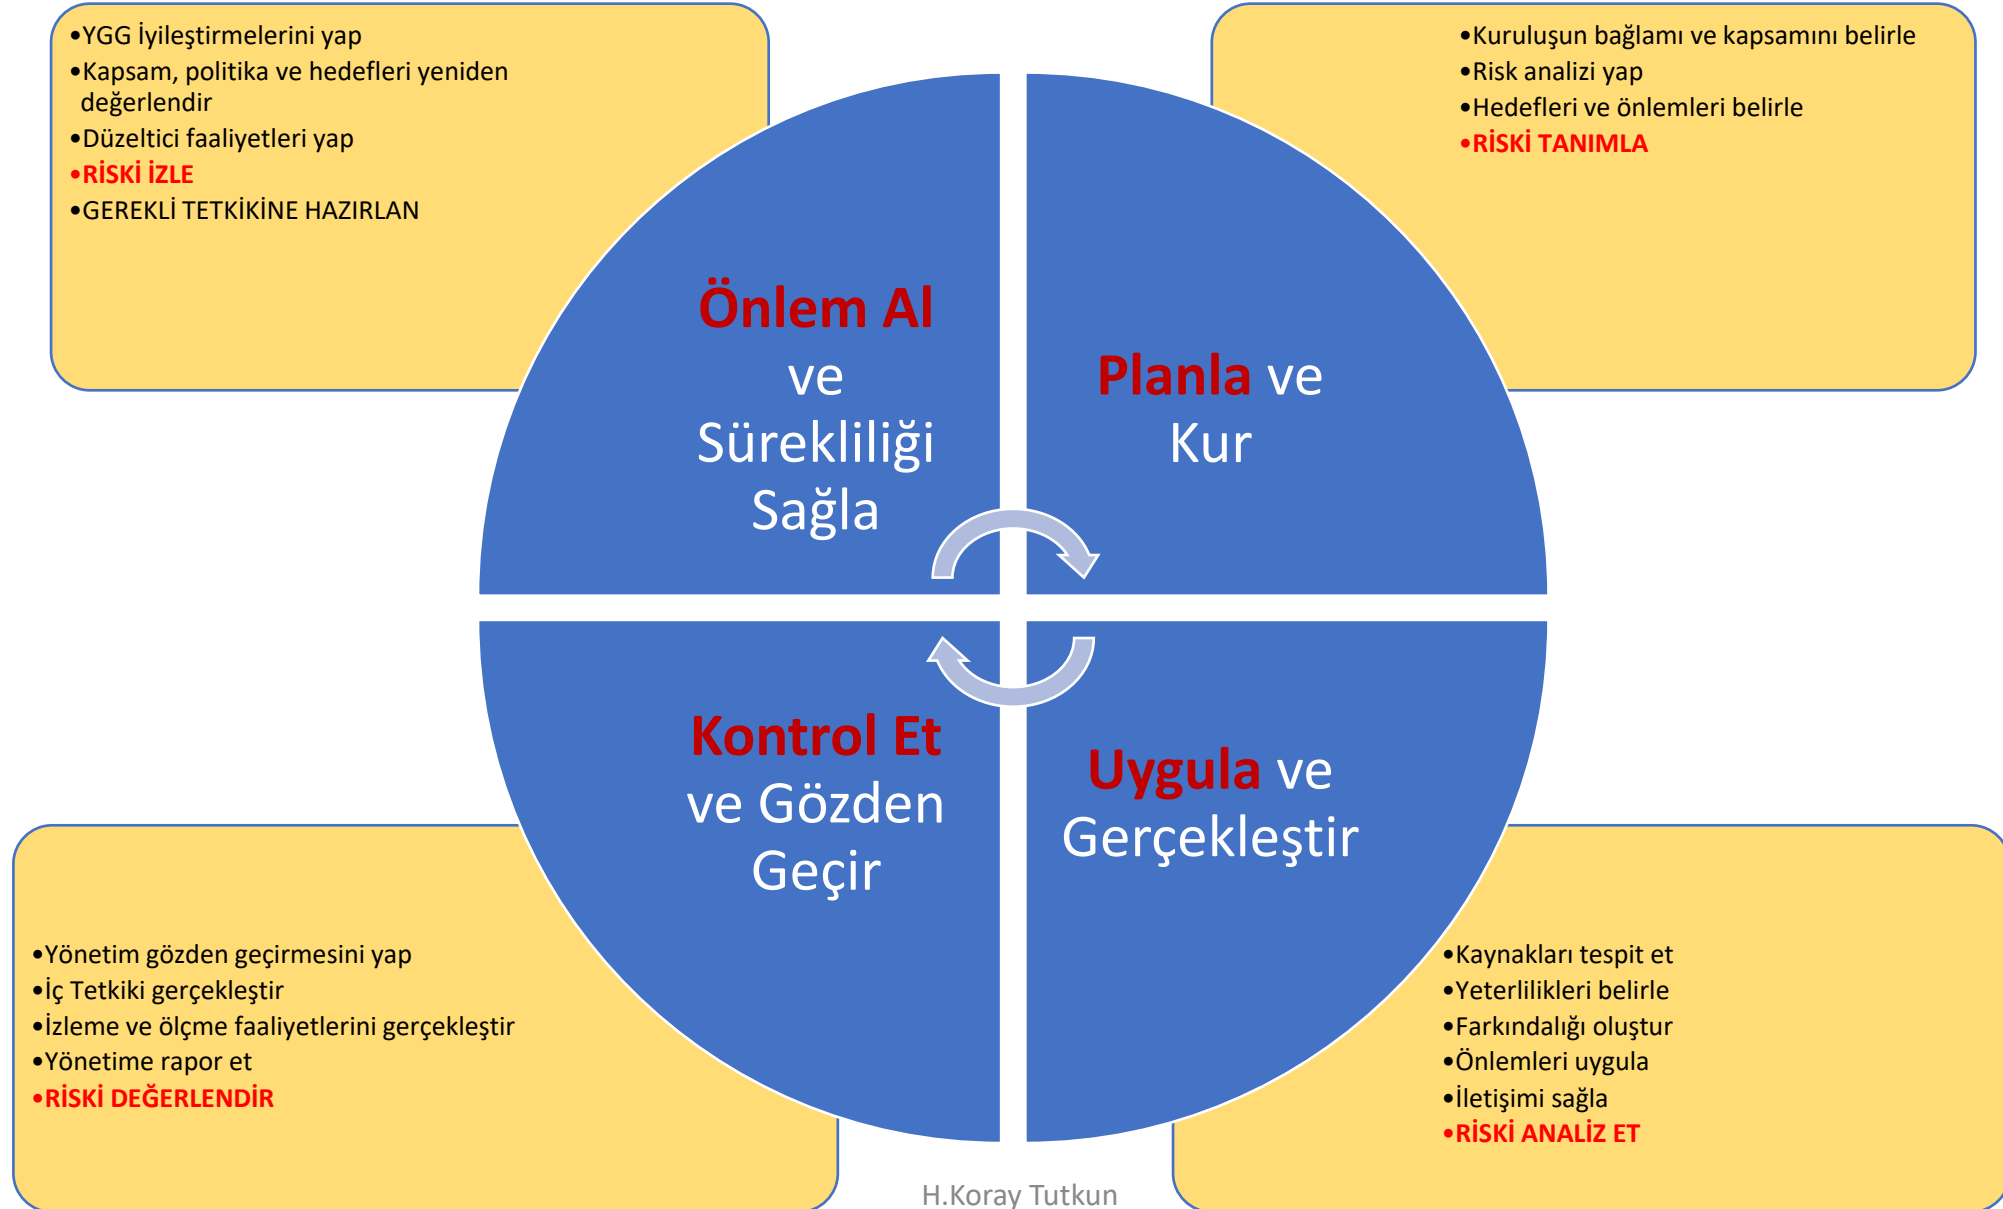 •YGG İyileştirmelerini yap
•Kapsam, politika ve hedefleri yeniden
değerlendir
•Düzeltici faaliyetleri yap
•RİSKİ İZLE
•GEREKLİ TETKİKİNE HAZIRLAN
•Kuruluşun bağlamı ve kapsamını belirle
•Risk analizi yap
•Hedefleri ve önlemleri belirle
•RİSKİ TANIMLA
Önlem Al
ve
Sürekliliği
Sağla
Planla ve
Kur
Kontrol Et
ve Gözden
Geçir
Uygula ve
Gerçekleştir
•Yönetim gözden geçirmesini yap
•İç Tetkiki gerçekleştir
•İzleme ve ölçme faaliyetlerini gerçekleştir
•Yönetime rapor et
•RİSKİ DEĞERLENDİR
•Kaynakları tespit et
•Yeterlilikleri belirle
•Farkındalığı oluştur
•Önlemleri uygula
•İletişimi sağla
•RİSKİ ANALİZ ET
H.Koray Tutkun